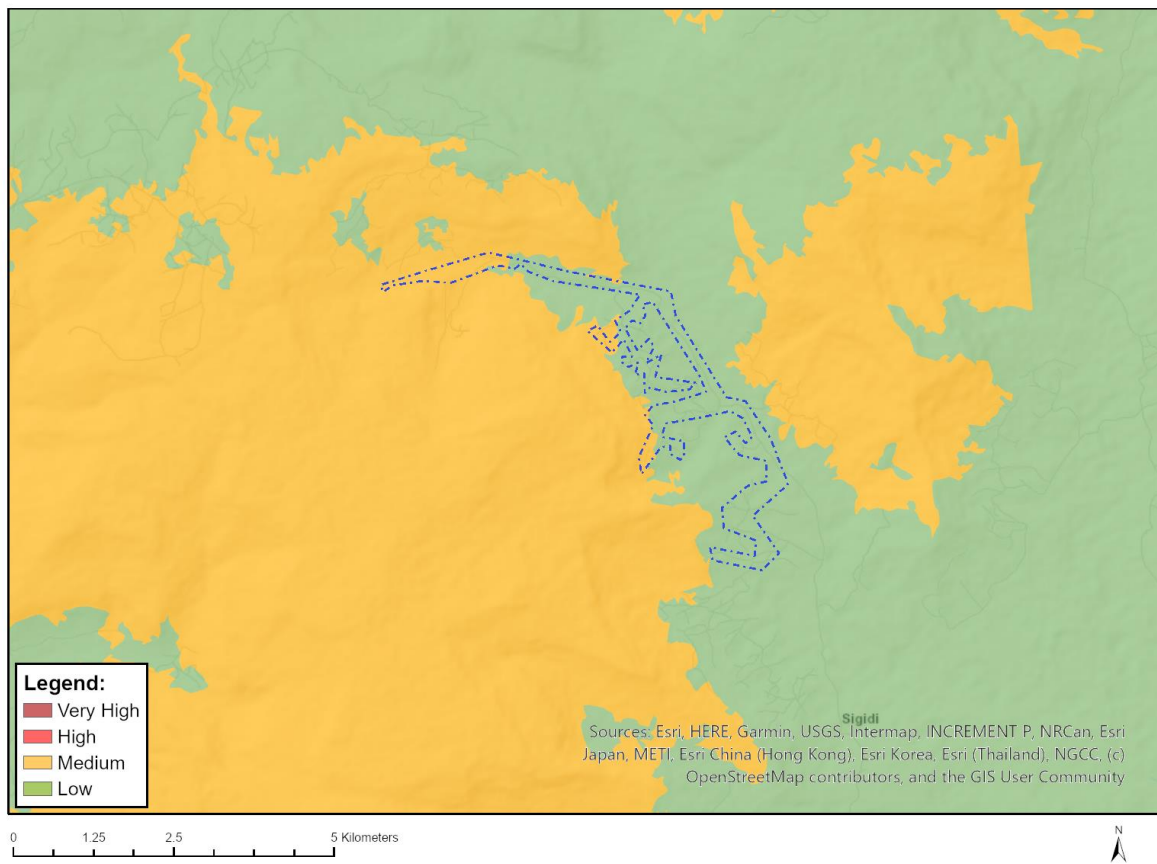 Legend:
Very High
High
Medium
Low
Sigidi
Sources: Esri, HERE, Garmin, USGS, Intermap, INCREMENT P, NRCan, Esri
Japan, METI, Esri China (Hong Kong), Esri Korea, Esri (Thailand), NGCC, (c)
OpenStreetMap contributors, and the GIS User Community
0 1.25 2.5 5 Kilometers
N